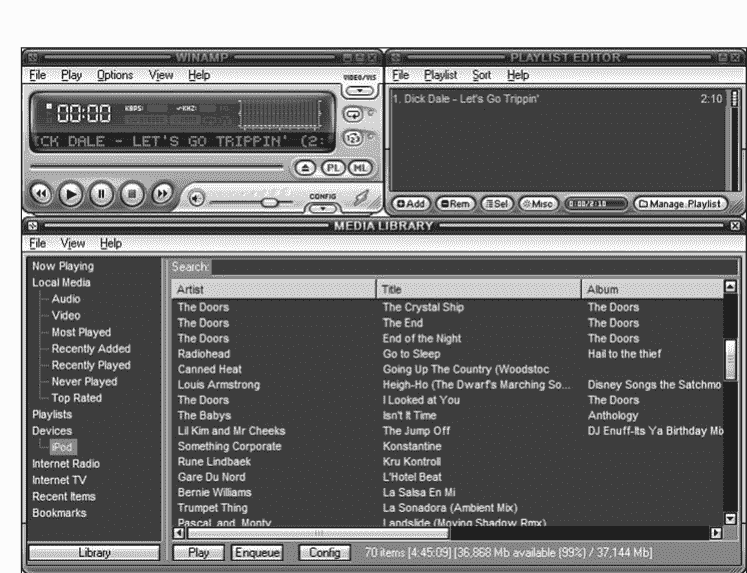 WINAMP
File Play Options View Help
VIDEO/VIS
00:00 KBPS: KHZ:
ICK DALE - LET'S GO TRIPPIN' (2:
PL ML
CONFIG
PLAYLIST EDITOR
File Playlist Sort Help
1. Dick Dale - Let's Go Trippin' 2:10
Add Rem Sel Misc 0:00/2:10 Manage Playlist
MEDIA LIBRARY
File View Help
Now Playing
Local Media
Audio
Video
Most Played
Recently Added
Recently Played
Never Played
Top Rated
Playlists
Devices
iPod
Internet Radio
Internet TV
Recent Items
Bookmarks
Library
Search:
Artist Title Album
The Doors The Crystal Ship The Doors
The Doors The End The Doors
The Doors End of the Night The Doors
Radiohead Go to Sleep Hail to the thief
Canned Heat Going Up The Country (Woodstoc
Louis Armstrong Heigh-Ho (The Dwarf's Marching So... Disney Songs the Satchmo
The Doors I Looked at You The Doors
The Babys Isn't It Time Anthology
Lil Kim and Mr Cheeks The Jump Off DJ Enuff-Its Ya Birthday Mix
Something Corporate Konstantine
Rune Lindbaek Kru Kontroll
Gare Du Nord L'Hotel Beat
Bernie Williams La Salsa En Mi
Trumpet Thing La Sonadora (Ambient Mix)
Pascal and Monty Landslide (Moving Shadow Rmx)
Play Enqueue Config 70 items [4:45:09] [36,868 Mb available (99%) / 37,144 Mb]